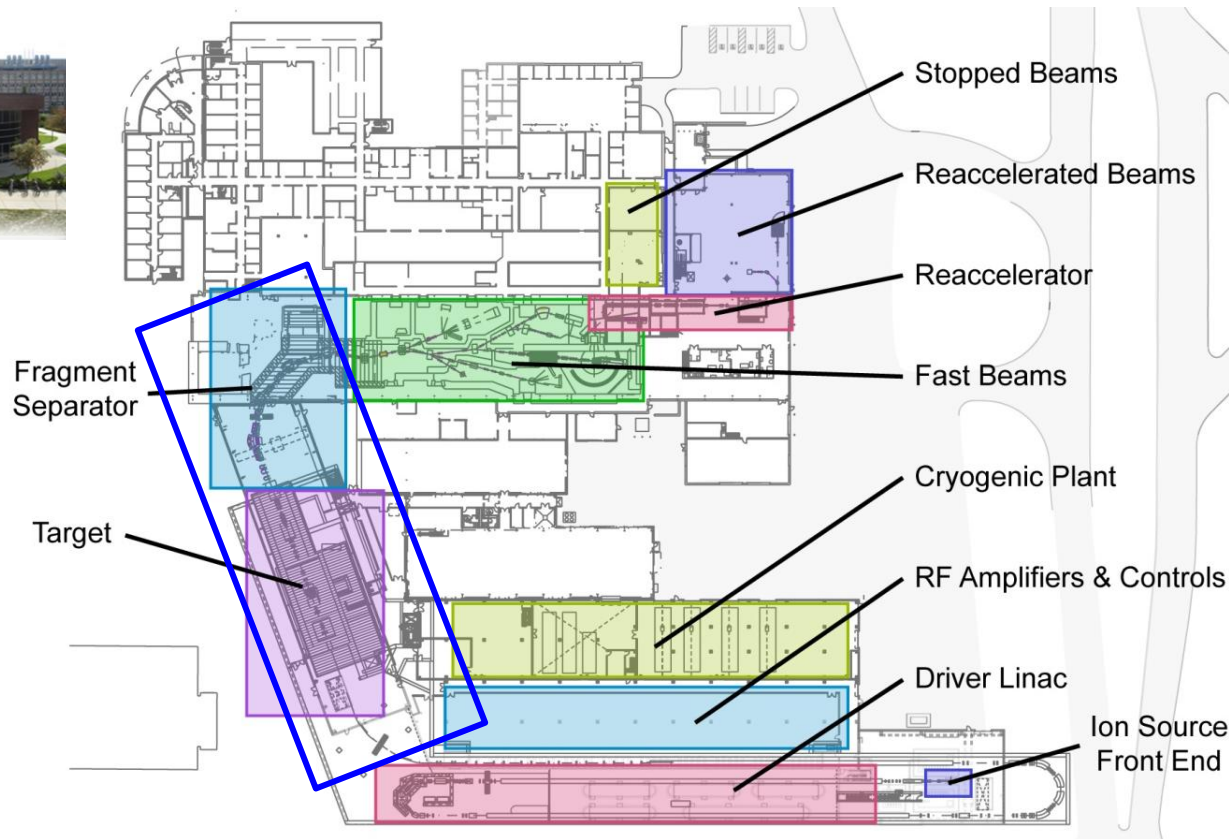 Stopped Beams
Reaccelerated Beams
Reaccelerator
Fragment
Separator
Fast Beams
Cryogenic Plant
Target
RF Amplifiers & Controls
Driver Linac
Ion Source
Front End